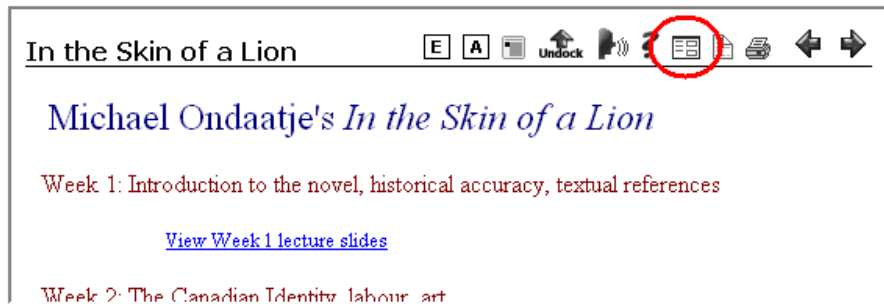 In the Skin of a Lion E A Undock ?
Michael Ondaatje's In the Skin of a Lion
Week 1: Introduction to the novel, historical accuracy, textual references
View Week 1 lecture slides
Week 2: The Canadian Identity, labour, art